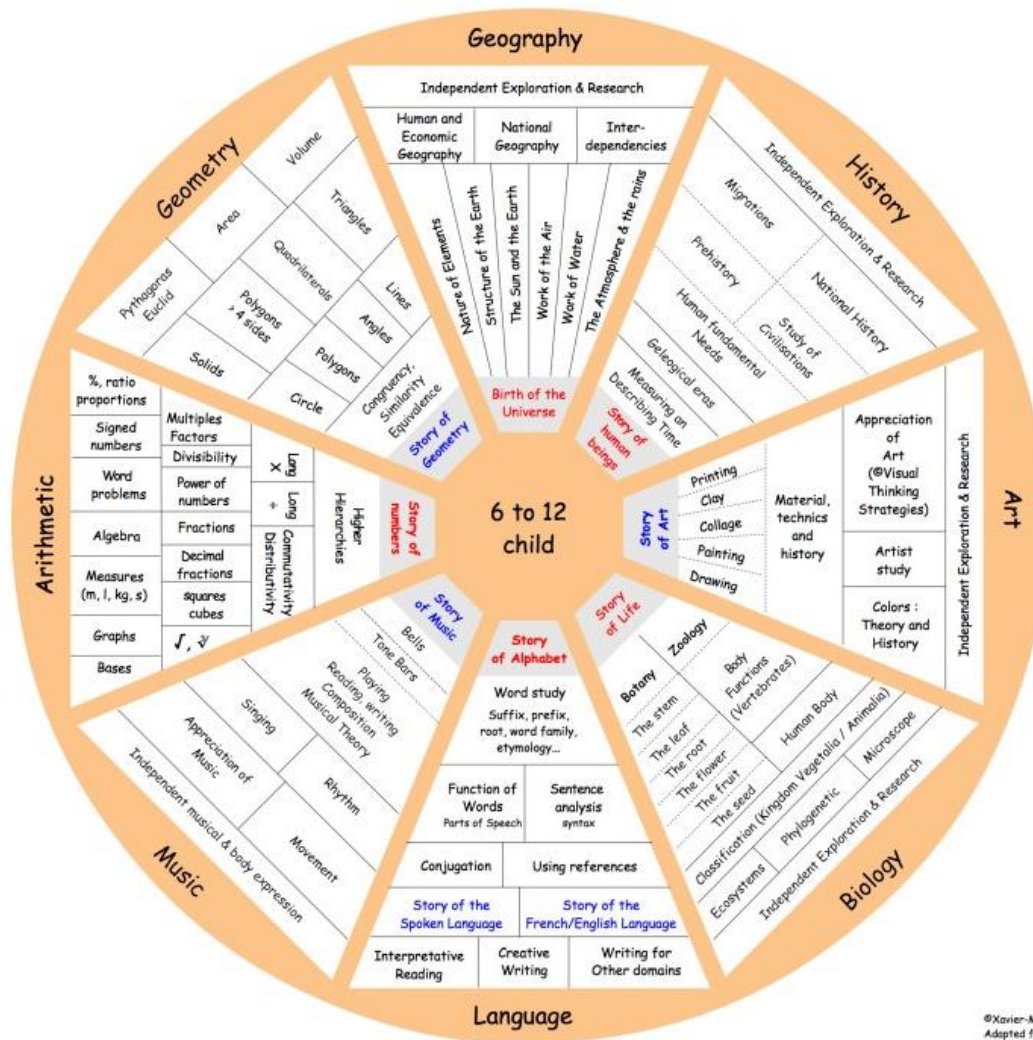 Geography
Independent Exploration & Research
Human and
Economic
Geography
National
Geography
Inter-
dependencies
Nature of Elements
Structure of the Earth
The Sun and the Earth
Work of the Air
Work of Water
The Atmosphere & the rains
Birth of the
Universe
History
Independent Exploration & Research
Migrations
National History
Prehistory
Study of
Civilisations
Human fundamental
Needs
Geleogical eras
Measuring an
Describing Time
Story of
human
beings
Art
Independent Exploration & Research
Appreciation
of
Art
(©Visual
Thinking
Strategies)
Artist
study
Colors :
Theory and
History
Material,
technics
and
history
Printing
Clay
Collage
Painting
Drawing
Story
of Art
Biology
Story
of Life
Botany
Zoology
The stem
The leaf
The root
The flower
The fruit
The seed
Body
Functions
(Vertebrates)
Human Body
Classification (Kingdom Vegetalia / Animalia)
Ecosystems
Phylogenetic
Microscope
Independent Exploration & Research
Language
Story
of Alphabet
Word study
Suffix, prefix,
root, word family,
etymology...
Function of
Words
Parts of Speech
Sentence
analysis
syntax
Conjugation
Using references
Story of the
Spoken Language
Story of the
French/English Language
Interpretative
Reading
Creative
Writing
Writing for
Other domains
Music
Story
of Music
Bells
Tone Bars
Playing
Reading, writing
Composition
Musical Theory
Singing
Rhythm
Appreciation of
Music
Movement
Independent musical & body expression
Arithmetic
%, ratio
proportions
Signed
numbers
Word
problems
Algebra
Measures
(m, l, kg, s)
Graphs
Bases
Multiples
Factors
Divisibility
Power of
numbers
Fractions
Decimal
fractions
squares
cubes
√, ∛
Long
X
Long
÷
Commutativity
Distributivity
Higher
Hierarchies
Story of
numbers
Geometry
Volume
Area
Pythagoras
Euclid
Triangles
Quadrilaterols
Polygons
> 4 sides
Solids
Lines
Angles
Polygons
Circle
Congruency,
Similarity
Equivalence
Story of
Geometry
6 to 12
child
©Xavier-M
Adapted f